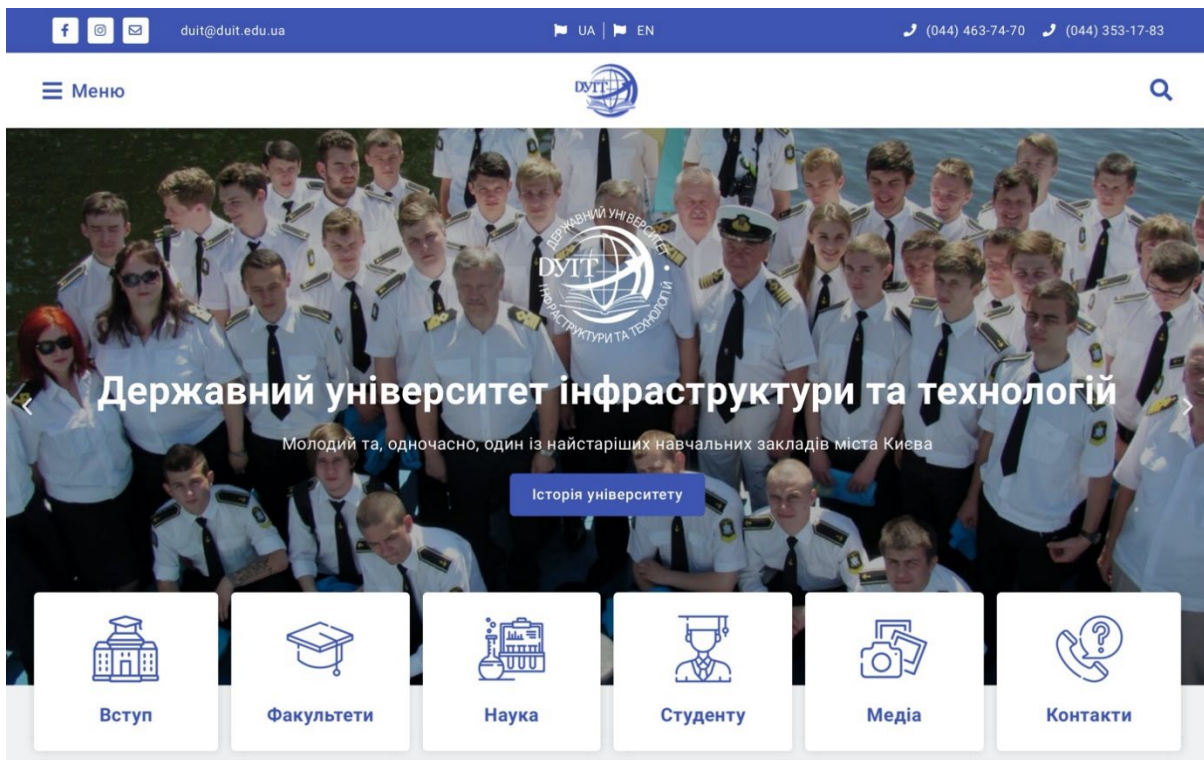 duit@duit.edu.ua
UA | EN
(044) 463-74-70 (044) 353-17-83
Меню
ДУІТ
ДЕРЖАВНИЙ УНІВЕРСИТЕТ
ДУІТ
ІНФРАСТРУКТУРИ ТА ТЕХНОЛОГІЙ
Державний університет інфраструктури та технологій
Молодий та, одночасно, один із найстаріших навчальних закладів міста Києва
Історія університету
Вступ
Факультети
Наука
Студенту
Медіа
Контакти